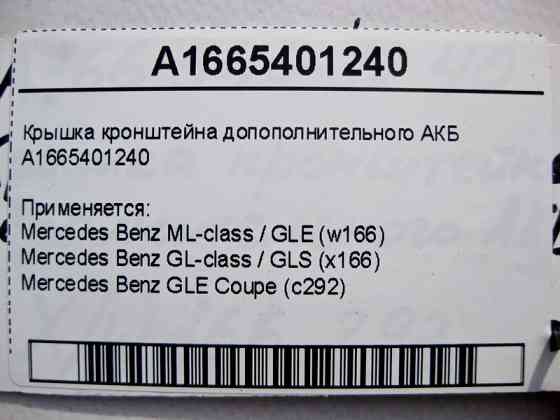 A1665401240
Крышка кронштейна допополнительного АКБ
A1665401240
Применяется:
Mercedes Benz ML-class / GLE (w166)
Mercedes Benz GL-class / GLS (x166)
Mercedes Benz GLE Coupe (c292)